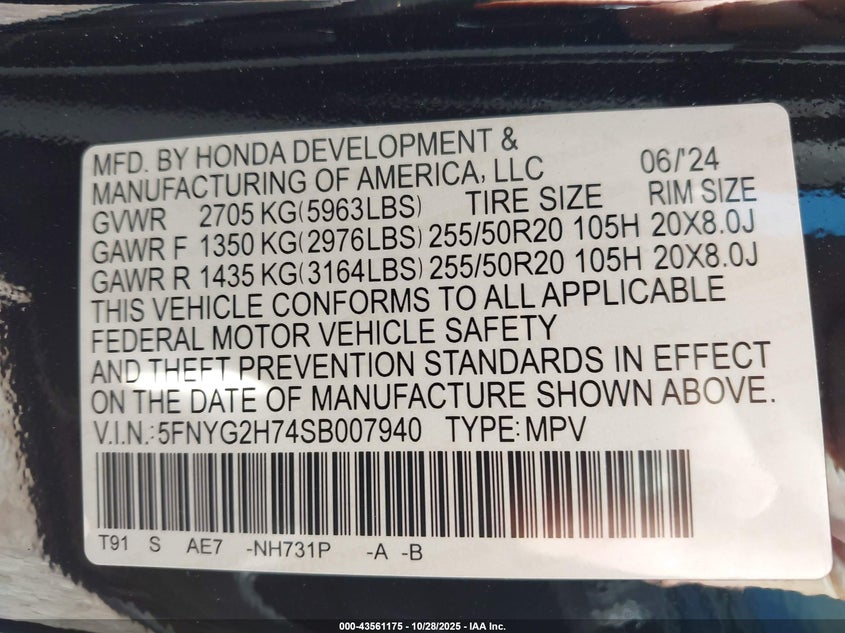 MFD. BY HONDA DEVELOPMENT &
MANUFACTURING OF AMERICA, LLC 06/'24
GVWR 2705 KG(5963LBS) TIRE SIZE RIM SIZE
GAWR F 1350 KG(2976LBS) 255/50R20 105H 20X8.0J
GAWR R 1435 KG(3164LBS) 255/50R20 105H 20X8.0J
THIS VEHICLE CONFORMS TO ALL APPLICABLE
FEDERAL MOTOR VEHICLE SAFETY
AND THEFT PREVENTION STANDARDS IN EFFECT
ON THE DATE OF MANUFACTURE SHOWN ABOVE.
V.I.N.: 5FNYG2H74SB007940 TYPE: MPV
T91 S AE7 -NH731P -A -B
000-43561175 - 10/28/2025 - IAA Inc.